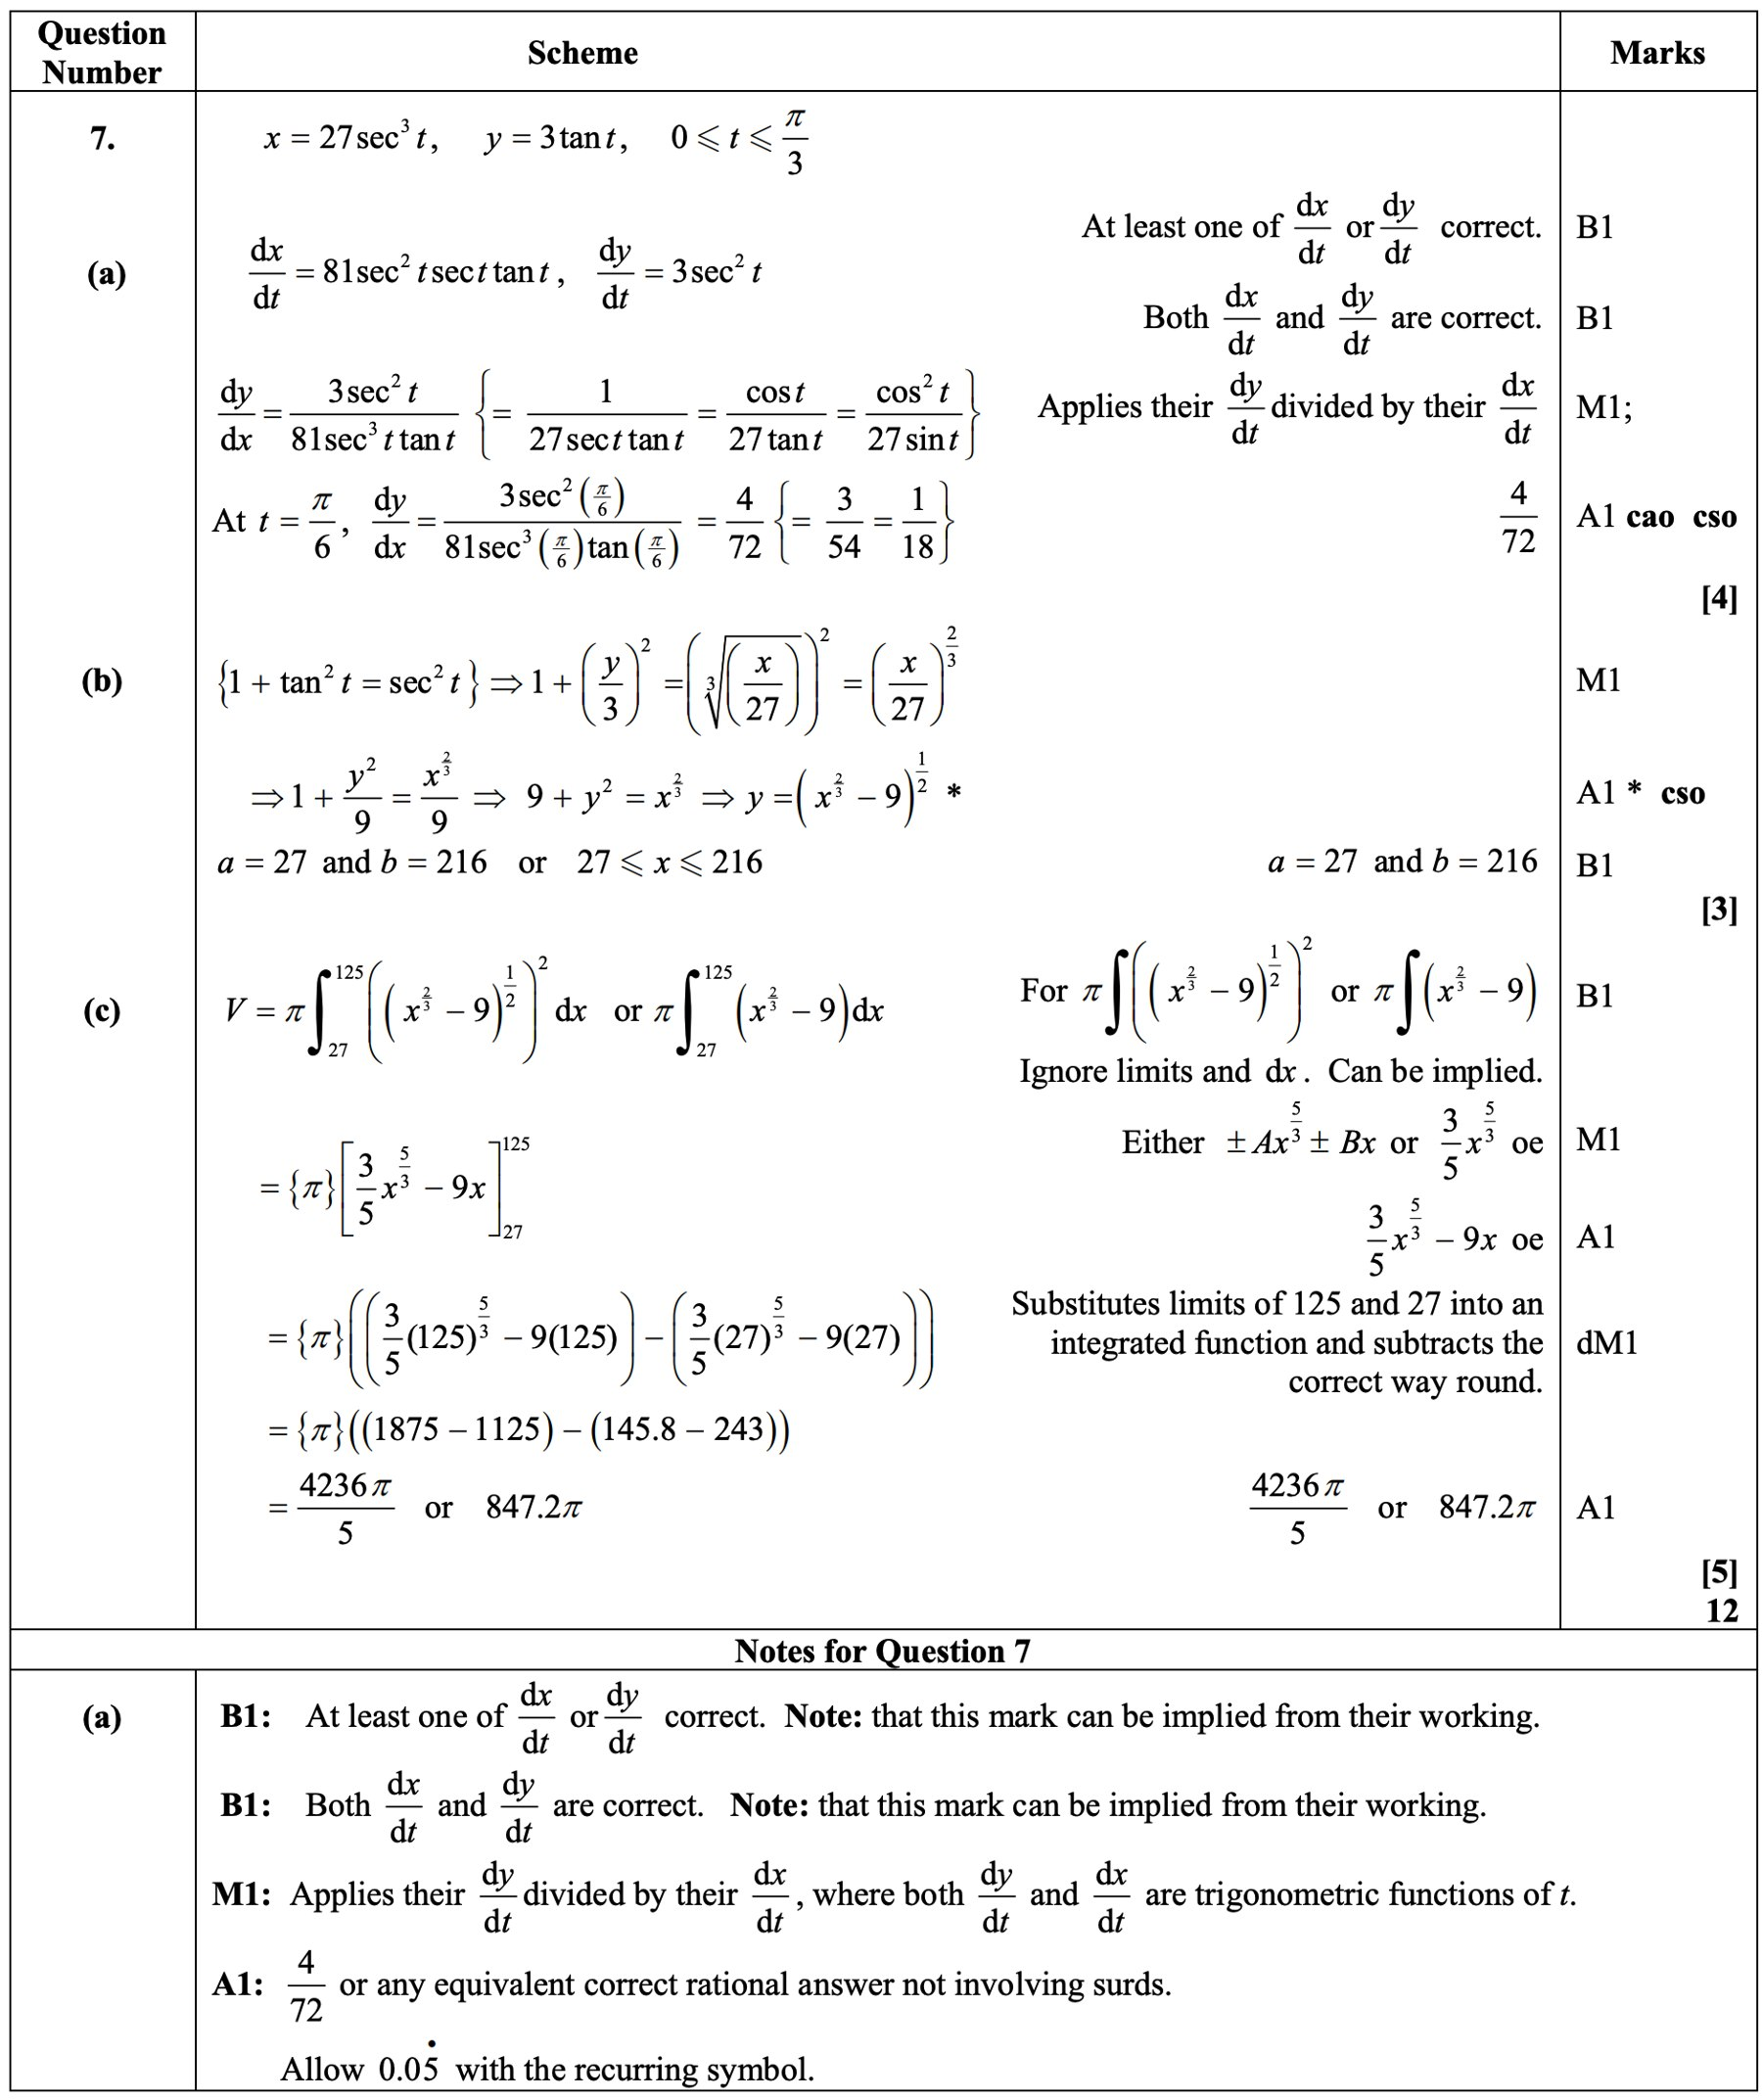 Question Number Scheme Marks
7. x = 27sec³ t, y = 3tan t, 0 ⩽ t ⩽ π/3
At least one of dx/dt or dy/dt correct. B1
(a) dx/dt = 81sec² t sec t tan t, dy/dt = 3sec² t
Both dx/dt and dy/dt are correct. B1
dy/dx = 3sec² t / 81sec³ t tan t {= 1/(27sec t tan t) = cos t/(27 tan t) = cos² t/(27 sin t)} Applies their dy/dt divided by their dx/dt M1;
At t = π/6, dy/dx = 3sec²(π/6) / 81sec³(π/6)tan(π/6) = 4/72 {= 3/54 = 1/18} 4/72 A1 cao cso
[4]
(b) {1 + tan² t = sec² t} ⇒ 1 + (y/3)² = (∛(x/27))² = (x/27)^(2/3) M1
⇒ 1 + y²/9 = x^(2/3)/9 ⇒ 9 + y² = x^(2/3) ⇒ y = (x^(2/3) − 9)^(1/2) * A1 * cso
a = 27 and b = 216 or 27 ⩽ x ⩽ 216 a = 27 and b = 216 B1
[3]
(c) V = π∫₂₇¹²⁵ ((x^(2/3) − 9)^(1/2))² dx or π∫₂₇¹²⁵ (x^(2/3) − 9)dx For π∫((x^(2/3) − 9)^(1/2))² or π∫(x^(2/3) − 9) B1
Ignore limits and dx. Can be implied.
Either ±Ax^(5/3) ± Bx or 3/5 x^(5/3) oe M1
= {π}[3/5 x^(5/3) − 9x]₂₇¹²⁵
3/5 x^(5/3) − 9x oe A1
= {π}((3/5 (125)^(5/3) − 9(125)) − (3/5 (27)^(5/3) − 9(27))) Substitutes limits of 125 and 27 into an
integrated function and subtracts the dM1
correct way round.
= {π}((1875 − 1125) − (145.8 − 243))
= 4236π/5 or 847.2π 4236π/5 or 847.2π A1
[5]
12
Notes for Question 7
(a) B1: At least one of dx/dt or dy/dt correct. Note: that this mark can be implied from their working.
B1: Both dx/dt and dy/dt are correct. Note: that this mark can be implied from their working.
M1: Applies their dy/dt divided by their dx/dt, where both dy/dt and dx/dt are trigonometric functions of t.
A1: 4/72 or any equivalent correct rational answer not involving surds.
Allow 0.05̇ with the recurring symbol.